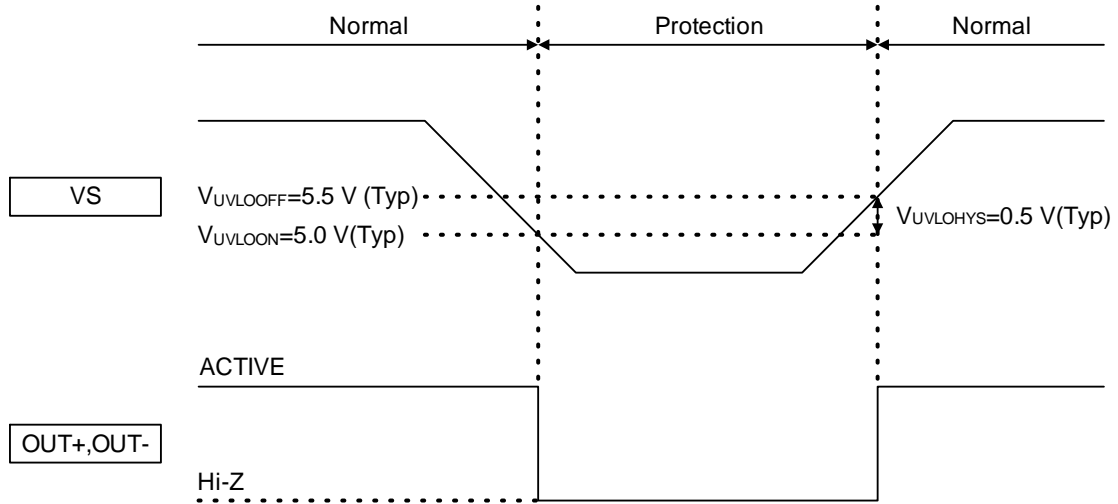 Normal Protection Normal
VS
VUVLOOFF=5.5 V (Typ)
VUVLOON=5.0 V(Typ)
VUVLOHYS=0.5 V(Typ)
ACTIVE
OUT+,OUT-
Hi-Z